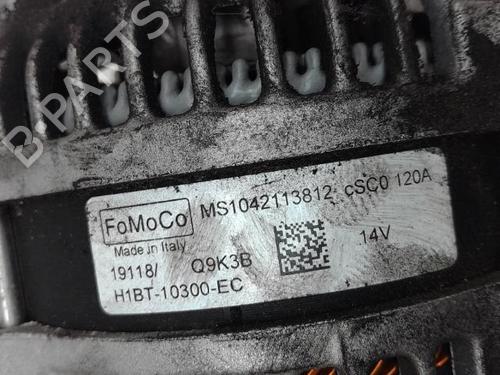 B-PARTS
FoMoCo MS1042113812 cSC0 120A
Made in Italy
19118/ Q9K3B 14V
H1BT-10300-EC